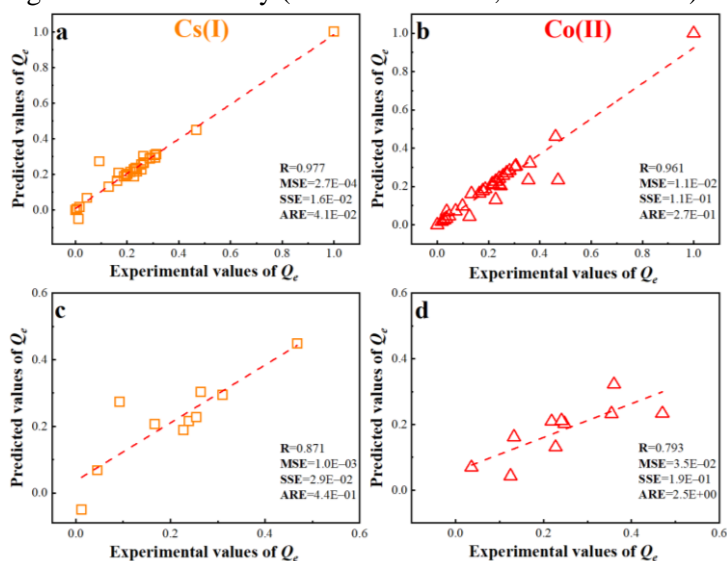 a
Cs(I)
1.0
0.8
0.6
0.4
0.2
0.0
Predicted values of Qe
R=0.977
MSE=2.7E−04
SSE=1.6E−02
ARE=4.1E−02
0.0 0.2 0.4 0.6 0.8 1.0
Experimental values of Qe
b
Co(II)
1.0
0.8
0.6
0.4
0.2
0.0
Predicted values of Qe
R=0.961
MSE=1.1E−02
SSE=1.1E−01
ARE=2.7E−01
0.0 0.2 0.4 0.6 0.8 1.0
Experimental values of Qe
c
0.6
0.4
0.2
0.0
Predicted values of Qe
R=0.871
MSE=1.0E−03
SSE=2.9E−02
ARE=4.4E−01
0.0 0.2 0.4 0.6
Experimental values of Qe
d
0.6
0.4
0.2
0.0
Predicted values of Qe
R=0.793
MSE=3.5E−02
SSE=1.9E−01
ARE=2.5E+00
0.0 0.2 0.4 0.6
Experimental values of Qe